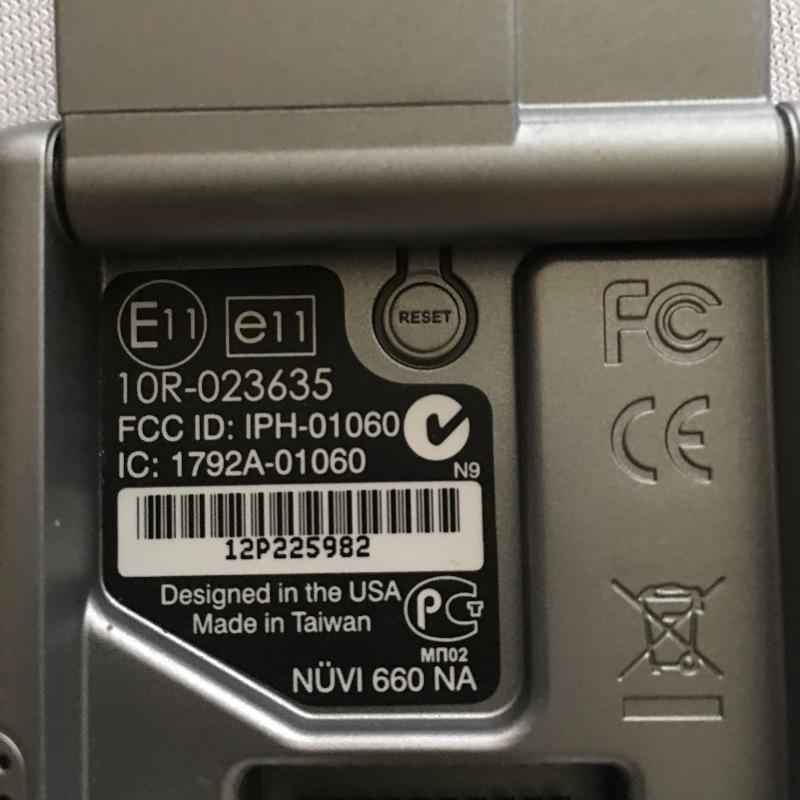 E11 e11
RESET
10R-023635
FCC ID: IPH-01060
IC: 1792A-01060
N9
12P225982
Designed in the USA
Made in Taiwan
РСТ
МП02
NÜVI 660 NA
FC
CE